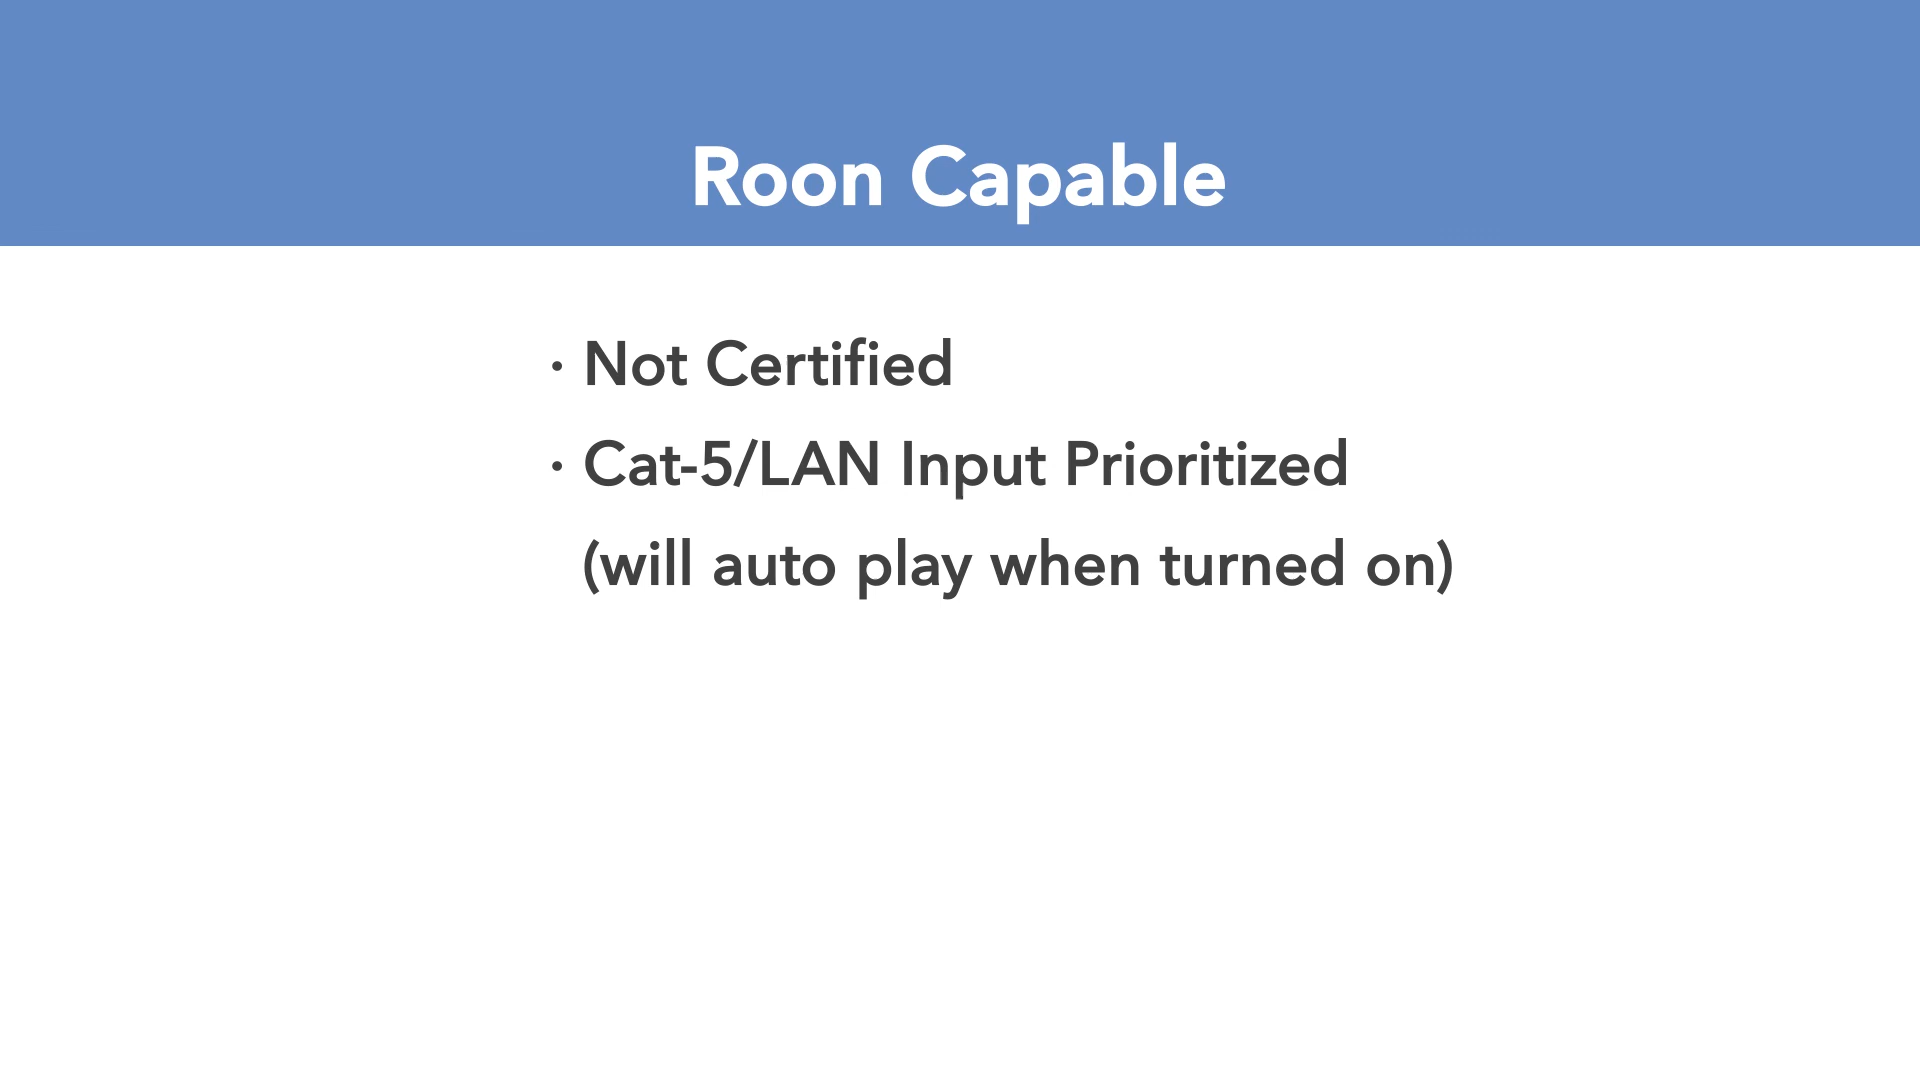 Roon Capable
· Not Certified
· Cat-5/LAN Input Prioritized
(will auto play when turned on)